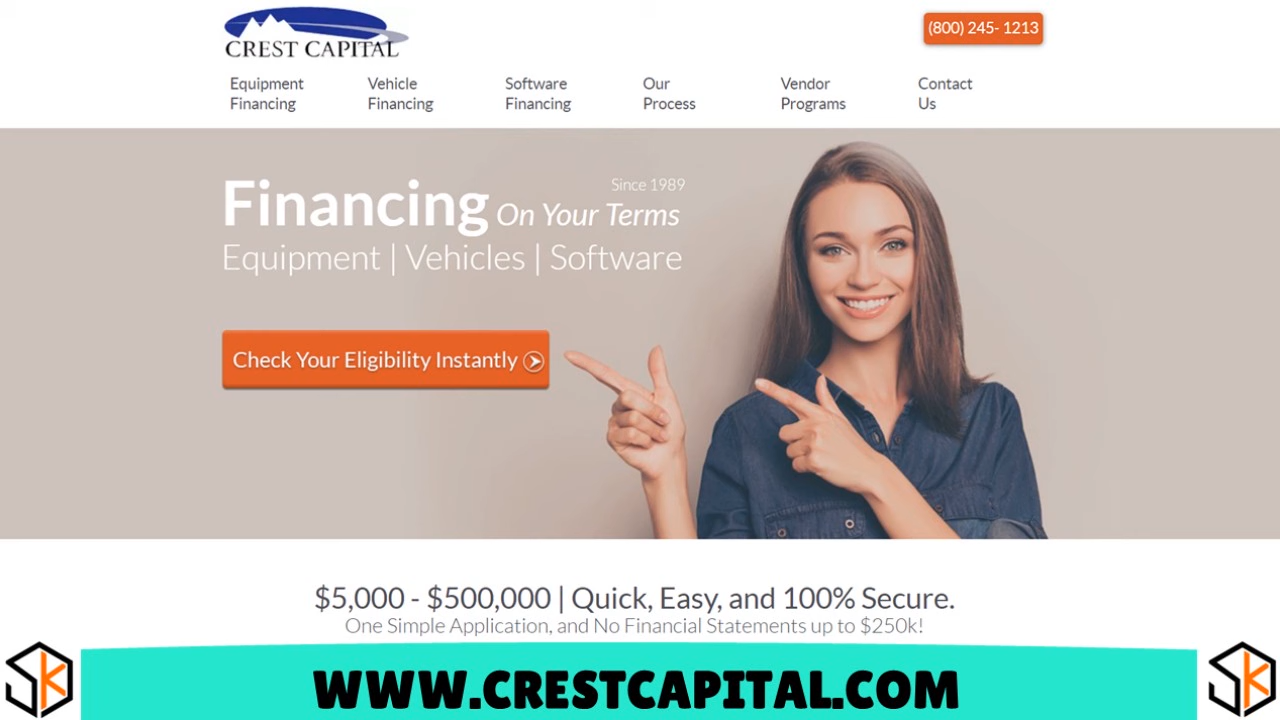 CREST CAPITAL
(800) 245- 1213
Equipment Financing
Vehicle Financing
Software Financing
Our Process
Vendor Programs
Contact Us
Since 1989
Financing On Your Terms
Equipment | Vehicles | Software
Check Your Eligibility Instantly
$5,000 - $500,000 | Quick, Easy, and 100% Secure.
One Simple Application, and No Financial Statements up to $250k!
SK
WWW.CRESTCAPITAL.COM
SK